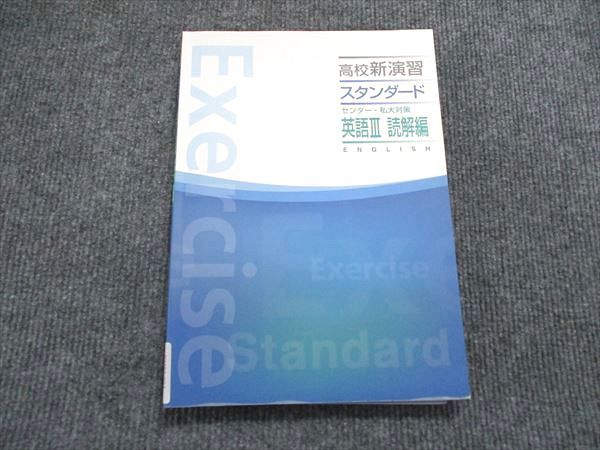 高校新演習
スタンダード
センター・私大対策
英語Ⅲ 読解編
ENGLISH
Exercise
Ex
Exercise
Standard